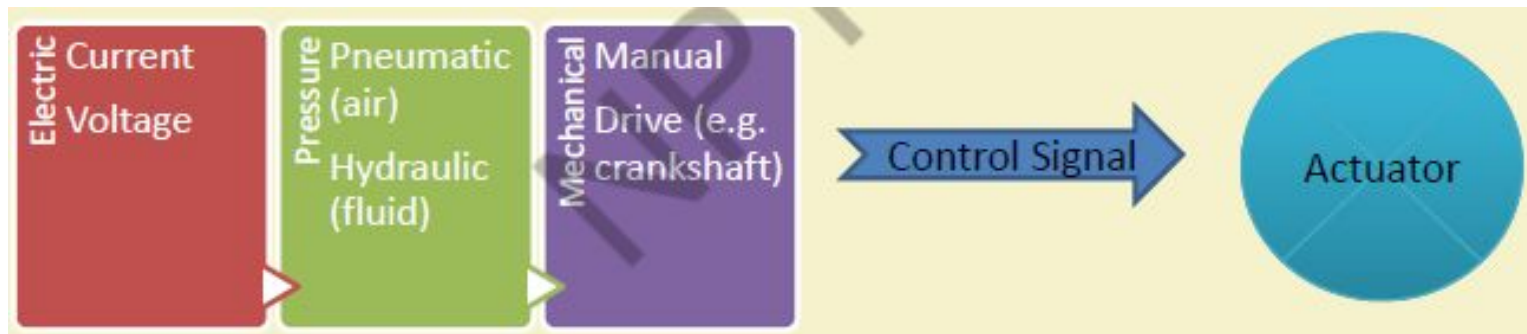 Electric
Current
Voltage
Pressure
Pneumatic
(air)
Hydraulic
(fluid)
Mechanical
Manual
Drive (e.g.
crankshaft)
Control Signal
Actuator